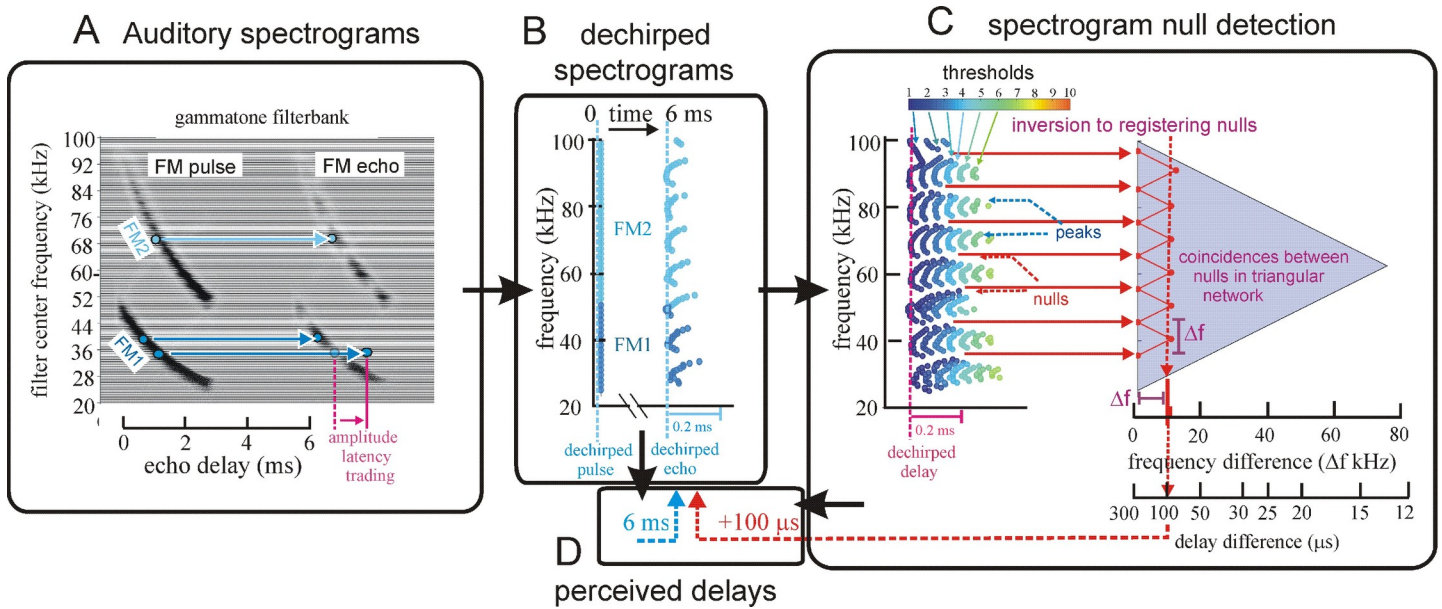 A Auditory spectrograms
gammatone filterbank
filter center frequency (kHz)
100
92
84
76
68
60
52
44
36
28
20
FM pulse
FM echo
FM2
FM1
0 2 4 6
echo delay (ms)
amplitude
latency
trading
B dechirped
spectrograms
0 time 6 ms
frequency (kHz)
100
80
60
40
20
FM2
FM1
0.2 ms
dechirped
pulse
dechirped
echo
C spectrogram null detection
thresholds
1 2 3 4 5 6 7 8 9 10
inversion to registering nulls
frequency (kHz)
100
80
60
40
20
peaks
nulls
0.2 ms
dechirped
delay
coincidences between
nulls in triangular
network
Δf
Δf
0 20 40 60 80
frequency difference (Δf kHz)
300 100 50 30 25 20 15 12
delay difference (µs)
D
6 ms
+100 µs
perceived delays